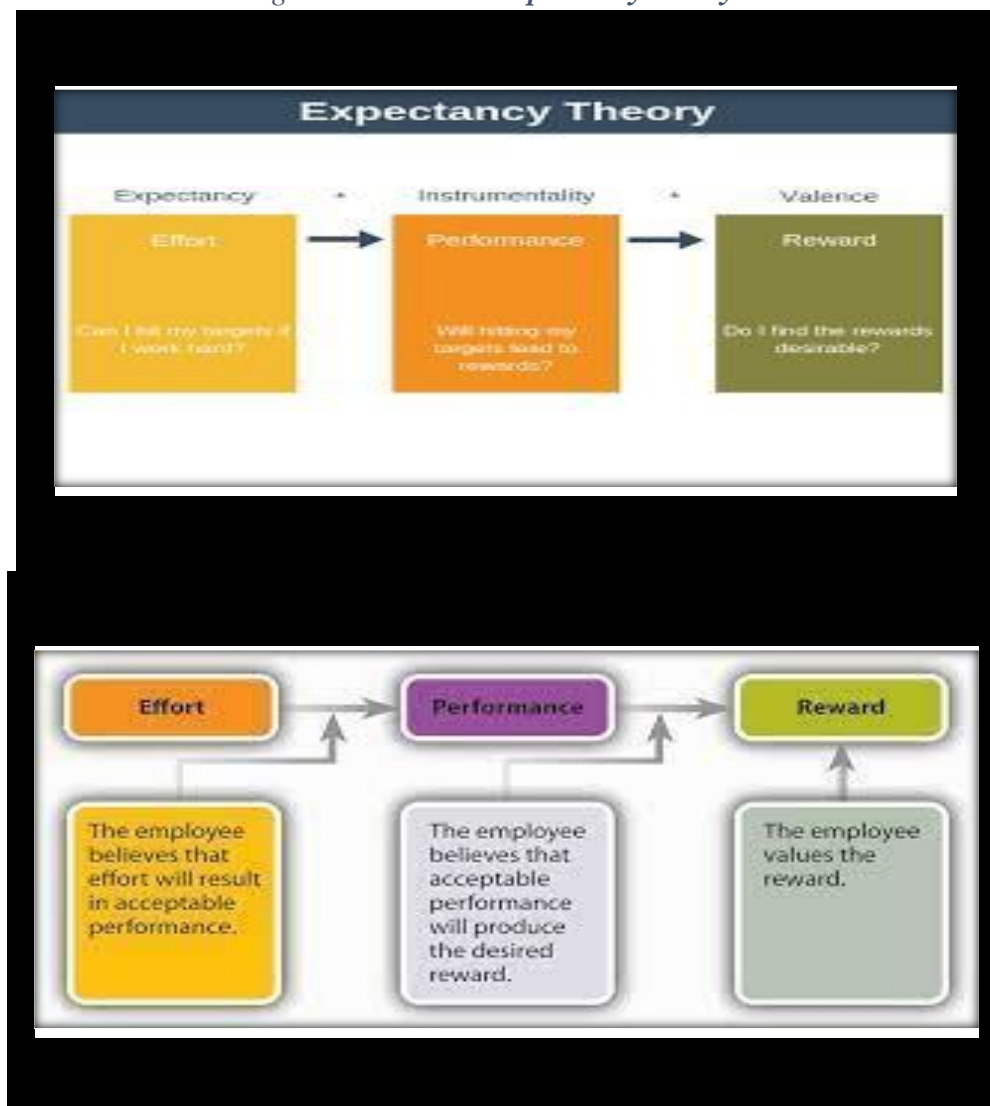 Expectancy Theory
Expectancy
Instrumentality
Valence
Effort
Performance
Reward
Can I hit my targets if
I work hard?
Will hitting my
targets lead to
rewards?
Do I find the rewards
desirable?
Effort
Performance
Reward
The employee
believes that
effort will result
in acceptable
performance.
The employee
believes that
acceptable
performance
will produce
the desired
reward.
The employee
values the
reward.